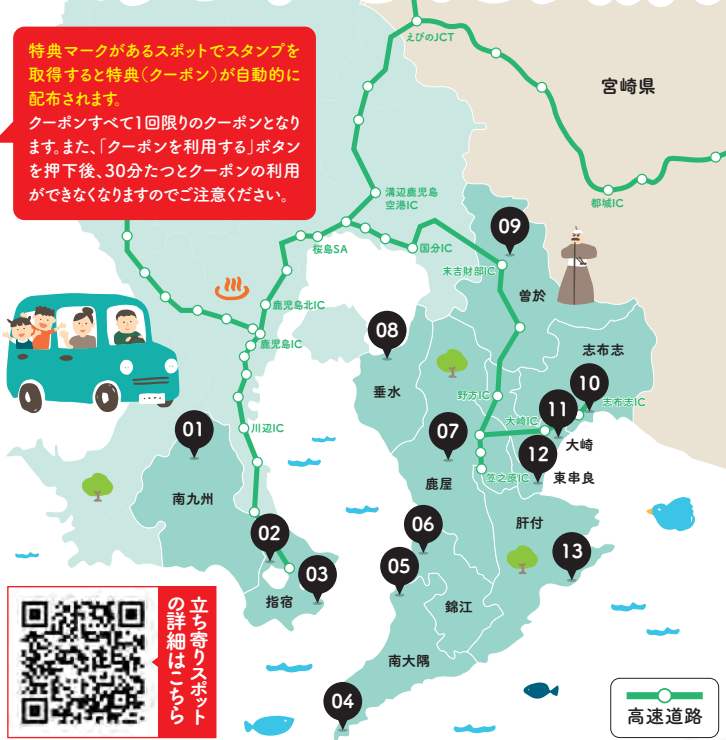 えびのJCT
特典マークがあるスポットでスタンプを
取得すると特典(クーポン)が自動的に
配布されます。
クーポンすべて1回限りのクーポンとなり
ます。また、「クーポンを利用する」ボタン
を押下後、30分たつとクーポンの利用
ができなくなりますのでご注意ください。
宮崎県
溝辺鹿児島
空港IC
都城IC
09
桜島SA
国分IC
末吉財部IC
曽於
鹿児島北IC
08
鹿児島IC
志布志
垂水
野方IC
10
志布志IC
01
川辺IC
07
大崎IC
11
大崎
12
鹿屋
笠之原IC
東串良
南九州
02
06
肝付
13
03
05
指宿
錦江
南大隅
04
立ち寄りスポット
の詳細はこちら
高速道路